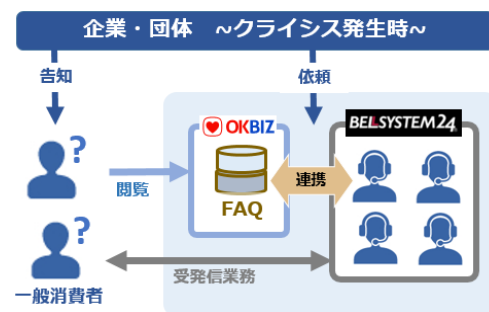 企業・団体　~クライシス発生時~
告知
依頼
OKBIZ
BELLSYSTEM24
?
FAQ
連携
閲覧
?
受発信業務
一般消費者